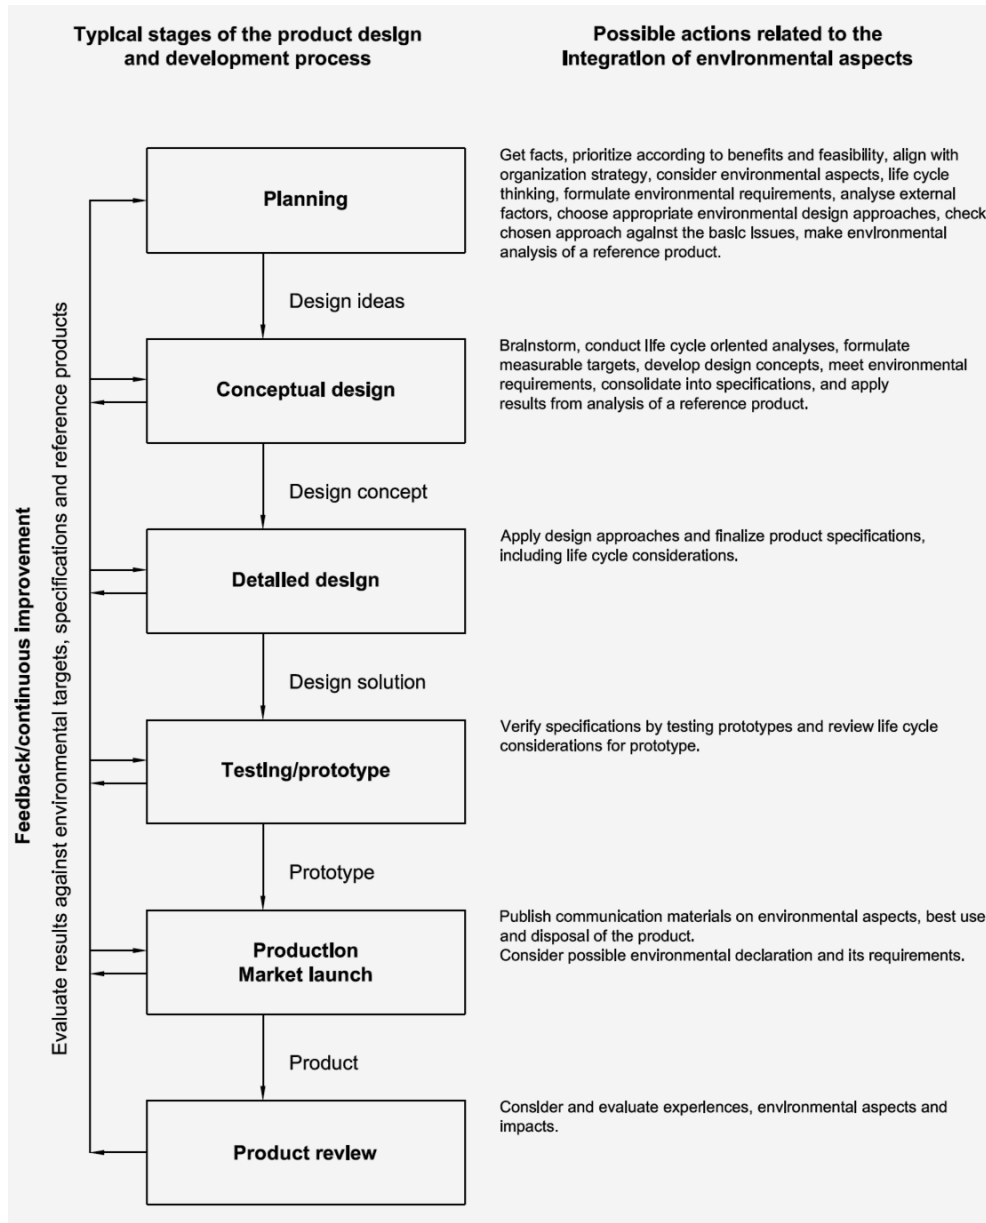 Typical stages of the product design
and development process
Possible actions related to the
Integration of environmental aspects
Planning
Get facts, prioritize according to benefits and feasibility, align with
organization strategy, consider environmental aspects, life cycle
thinking, formulate environmental requirements, analyse external
factors, choose appropriate environmental design approaches, check
chosen approach against the basic issues, make environmental
analysis of a reference product.
Design ideas
Conceptual design
Brainstorm, conduct life cycle oriented analyses, formulate
measurable targets, develop design concepts, meet environmental
requirements, consolidate into specifications, and apply
results from analysis of a reference product.
Design concept
Detailed design
Apply design approaches and finalize product specifications,
including life cycle considerations.
Design solution
Testing/prototype
Verify specifications by testing prototypes and review life cycle
considerations for prototype.
Prototype
Production
Market launch
Publish communication materials on environmental aspects, best use
and disposal of the product.
Consider possible environmental declaration and its requirements.
Product
Product review
Consider and evaluate experiences, environmental aspects and
impacts.
Feedback/continuous improvement
Evaluate results against environmental targets, specifications and reference products